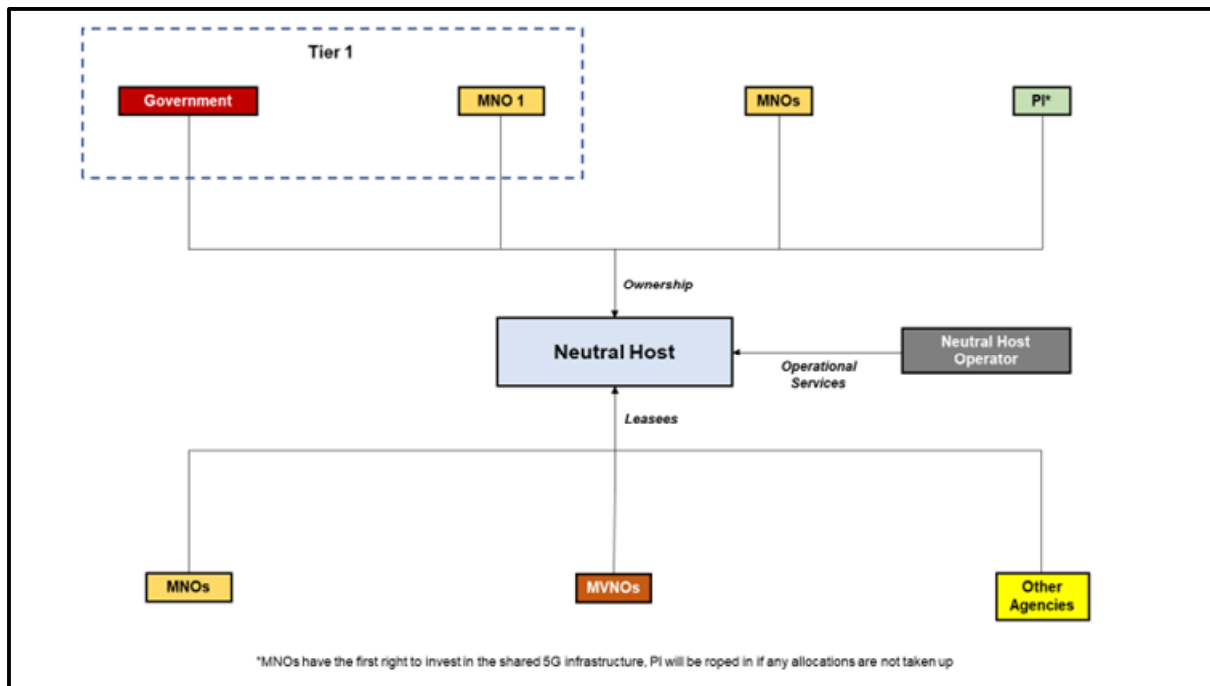 Tier 1
Government
MNO 1
MNOs
PI*
Ownership
Neutral Host
Neutral Host
Operator
Operational
Services
Leasees
MNOs
MVNOs
Other
Agencies
*MNOs have the first right to invest in the shared 5G infrastructure, PI will be roped in if any allocations are not taken up